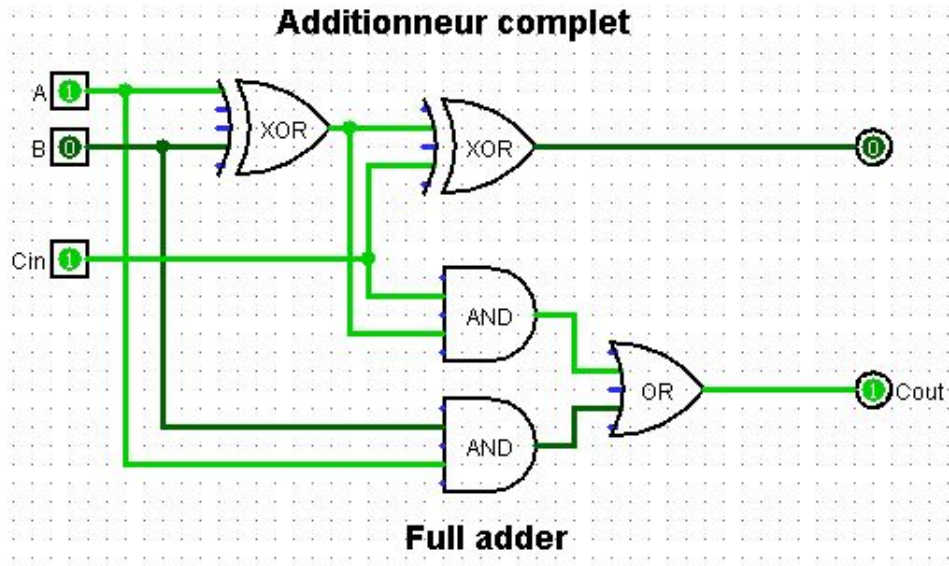 Additionneur complet
A 1
XOR
B 0
XOR
0
Cin 1
AND
OR
1 Cout
AND
Full adder